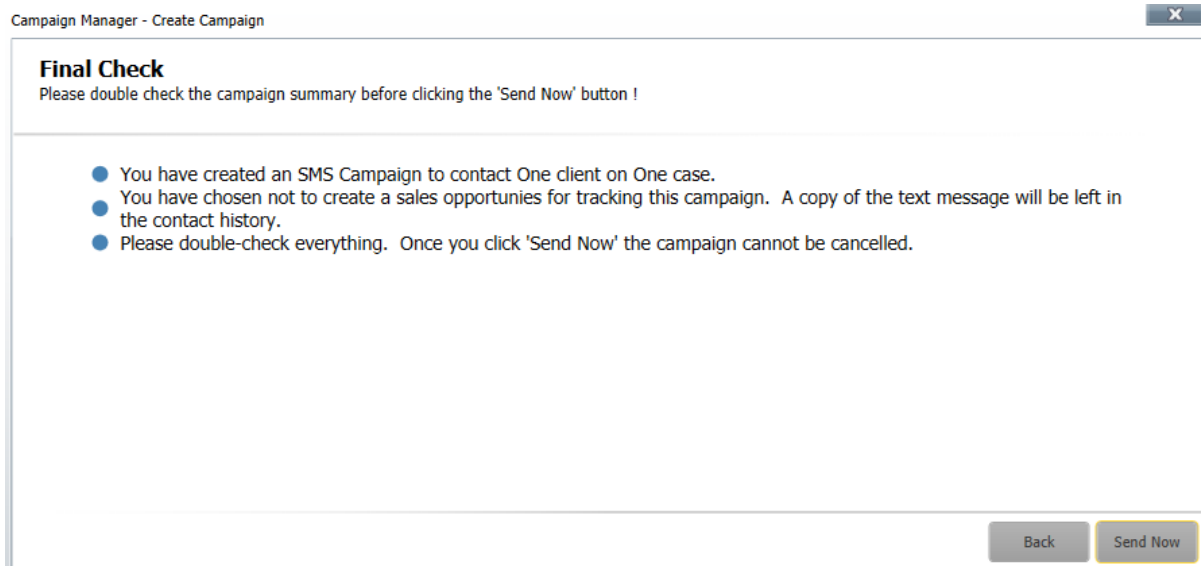 Campaign Manager - Create Campaign
X
Final Check
Please double check the campaign summary before clicking the 'Send Now' button !
You have created an SMS Campaign to contact One client on One case.
You have chosen not to create a sales opportunies for tracking this campaign.  A copy of the text message will be left in
the contact history.
Please double-check everything.  Once you click 'Send Now' the campaign cannot be cancelled.
Back
Send Now